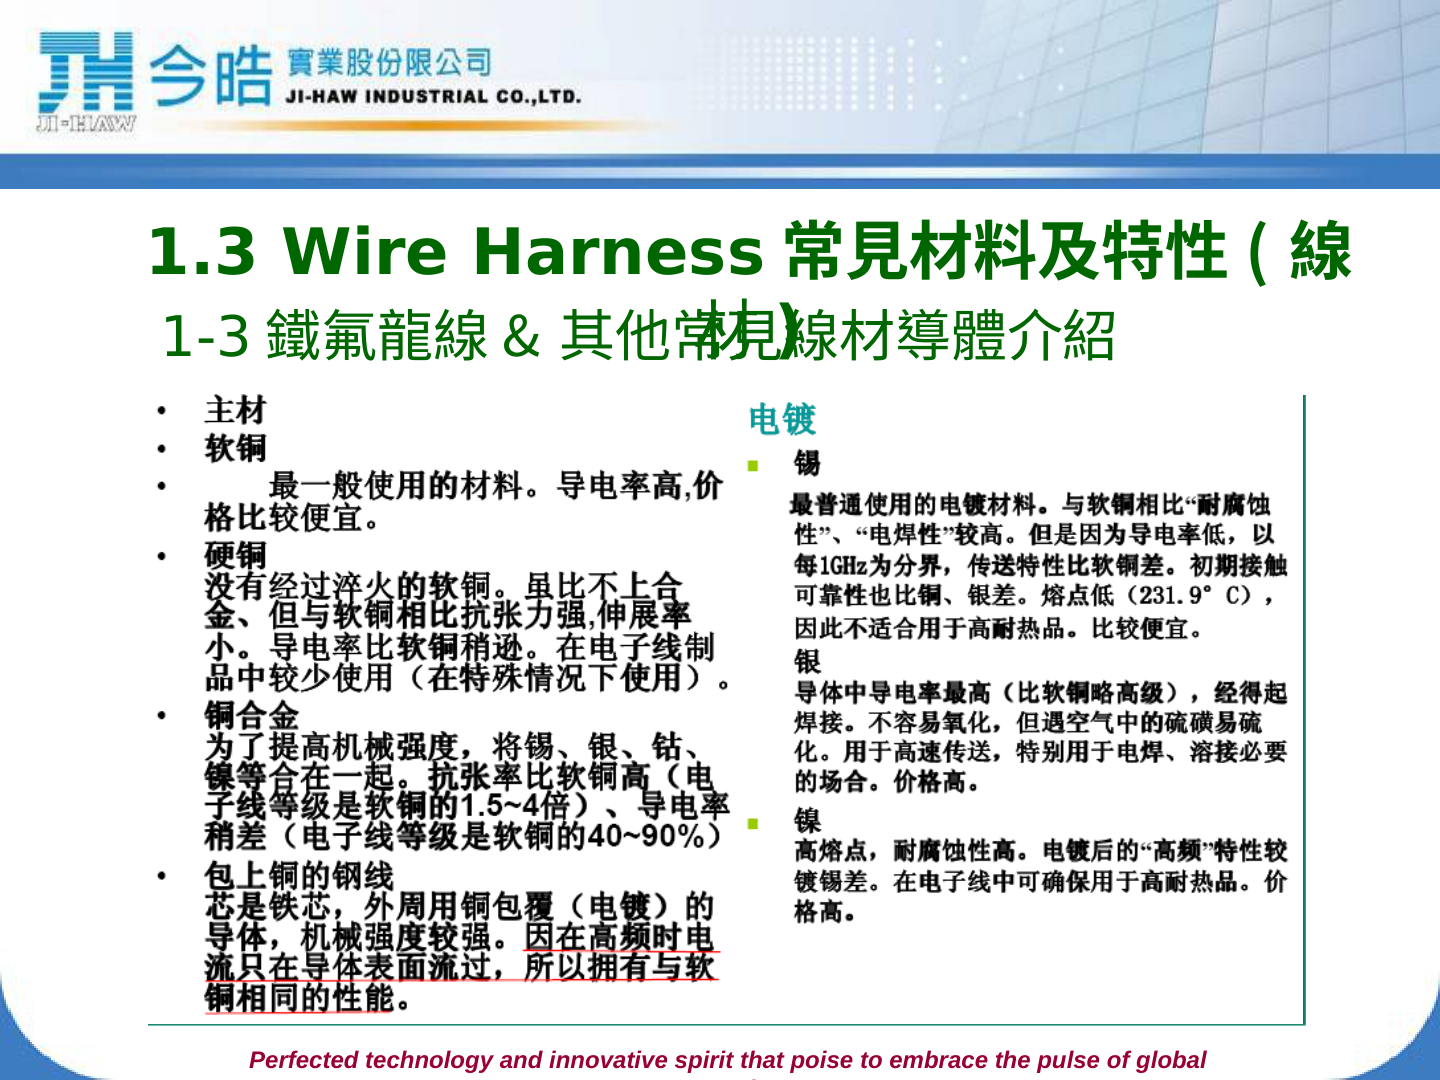 JI-HAW
今皓 實業股份限公司
JI-HAW INDUSTRIAL CO.,LTD.
1.3 Wire Harness 常見材料及特性 ( 線
材 )
1-3 鐵氟龍線 & 其他常見線材導體介紹
• 主材
• 软铜
• 最一般使用的材料。导电率高,价
格比较便宜。
• 硬铜
没有经过淬火的软铜。虽比不上合
金、但与软铜相比抗张力强,伸展率
小。导电率比软铜稍逊。在电子线制
品中较少使用（在特殊情况下使用）。
• 铜合金
为了提高机械强度，将锡、银、钴、
镍等合在一起。抗张率比软铜高（电
子线等级是软铜的1.5~4倍）、导电率
稍差（电子线等级是软铜的40~90%）
• 包上铜的钢线
芯是铁芯，外周用铜包覆（电镀）的
导体，机械强度较强。因在高频时电
流只在导体表面流过，所以拥有与软
铜相同的性能。
电镀
锡
最普通使用的电镀材料。与软铜相比“耐腐蚀
性”、“电焊性”较高。但是因为导电率低，以
每1GHz为分界，传送特性比软铜差。初期接触
可靠性也比铜、银差。熔点低（231.9° C），
因此不适合用于高耐热品。比较便宜。
银
导体中导电率最高（比软铜略高级），经得起
焊接。不容易氧化，但遇空气中的硫磺易硫
化。用于高速传送，特别用于电焊、溶接必要
的场合。价格高。
镍
高熔点，耐腐蚀性高。电镀后的“高频”特性较
镀锡差。在电子线中可确保用于高耐热品。价
格高。
Perfected technology and innovative spirit that poise to embrace the pulse of global